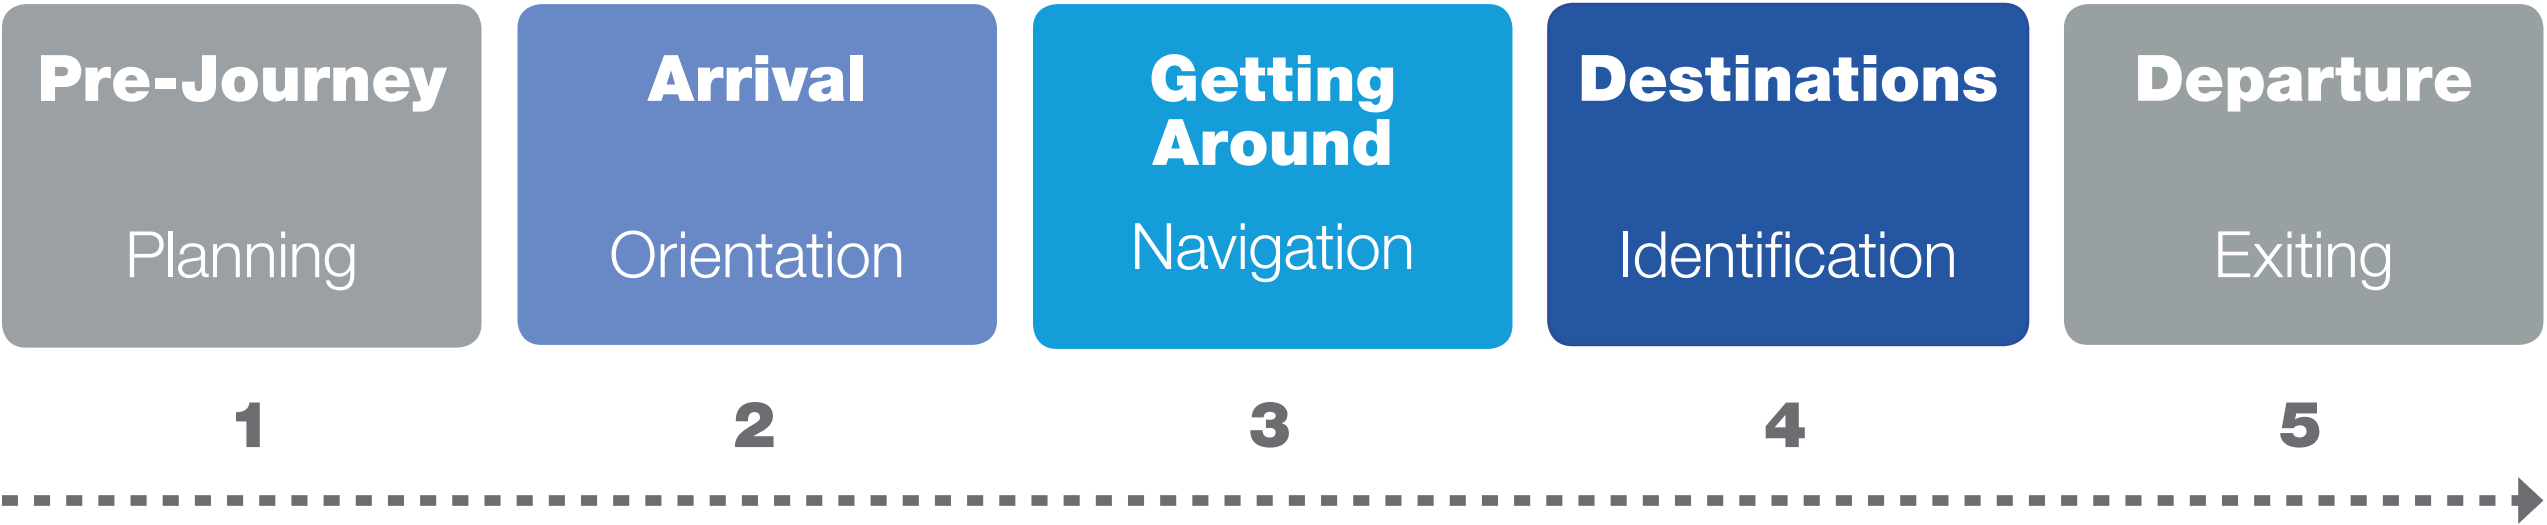 Pre-Journey
Planning
Arrival
Orientation
Getting
Around
Navigation
Destinations
Identification
Departure
Exiting
1
2
3
4
5